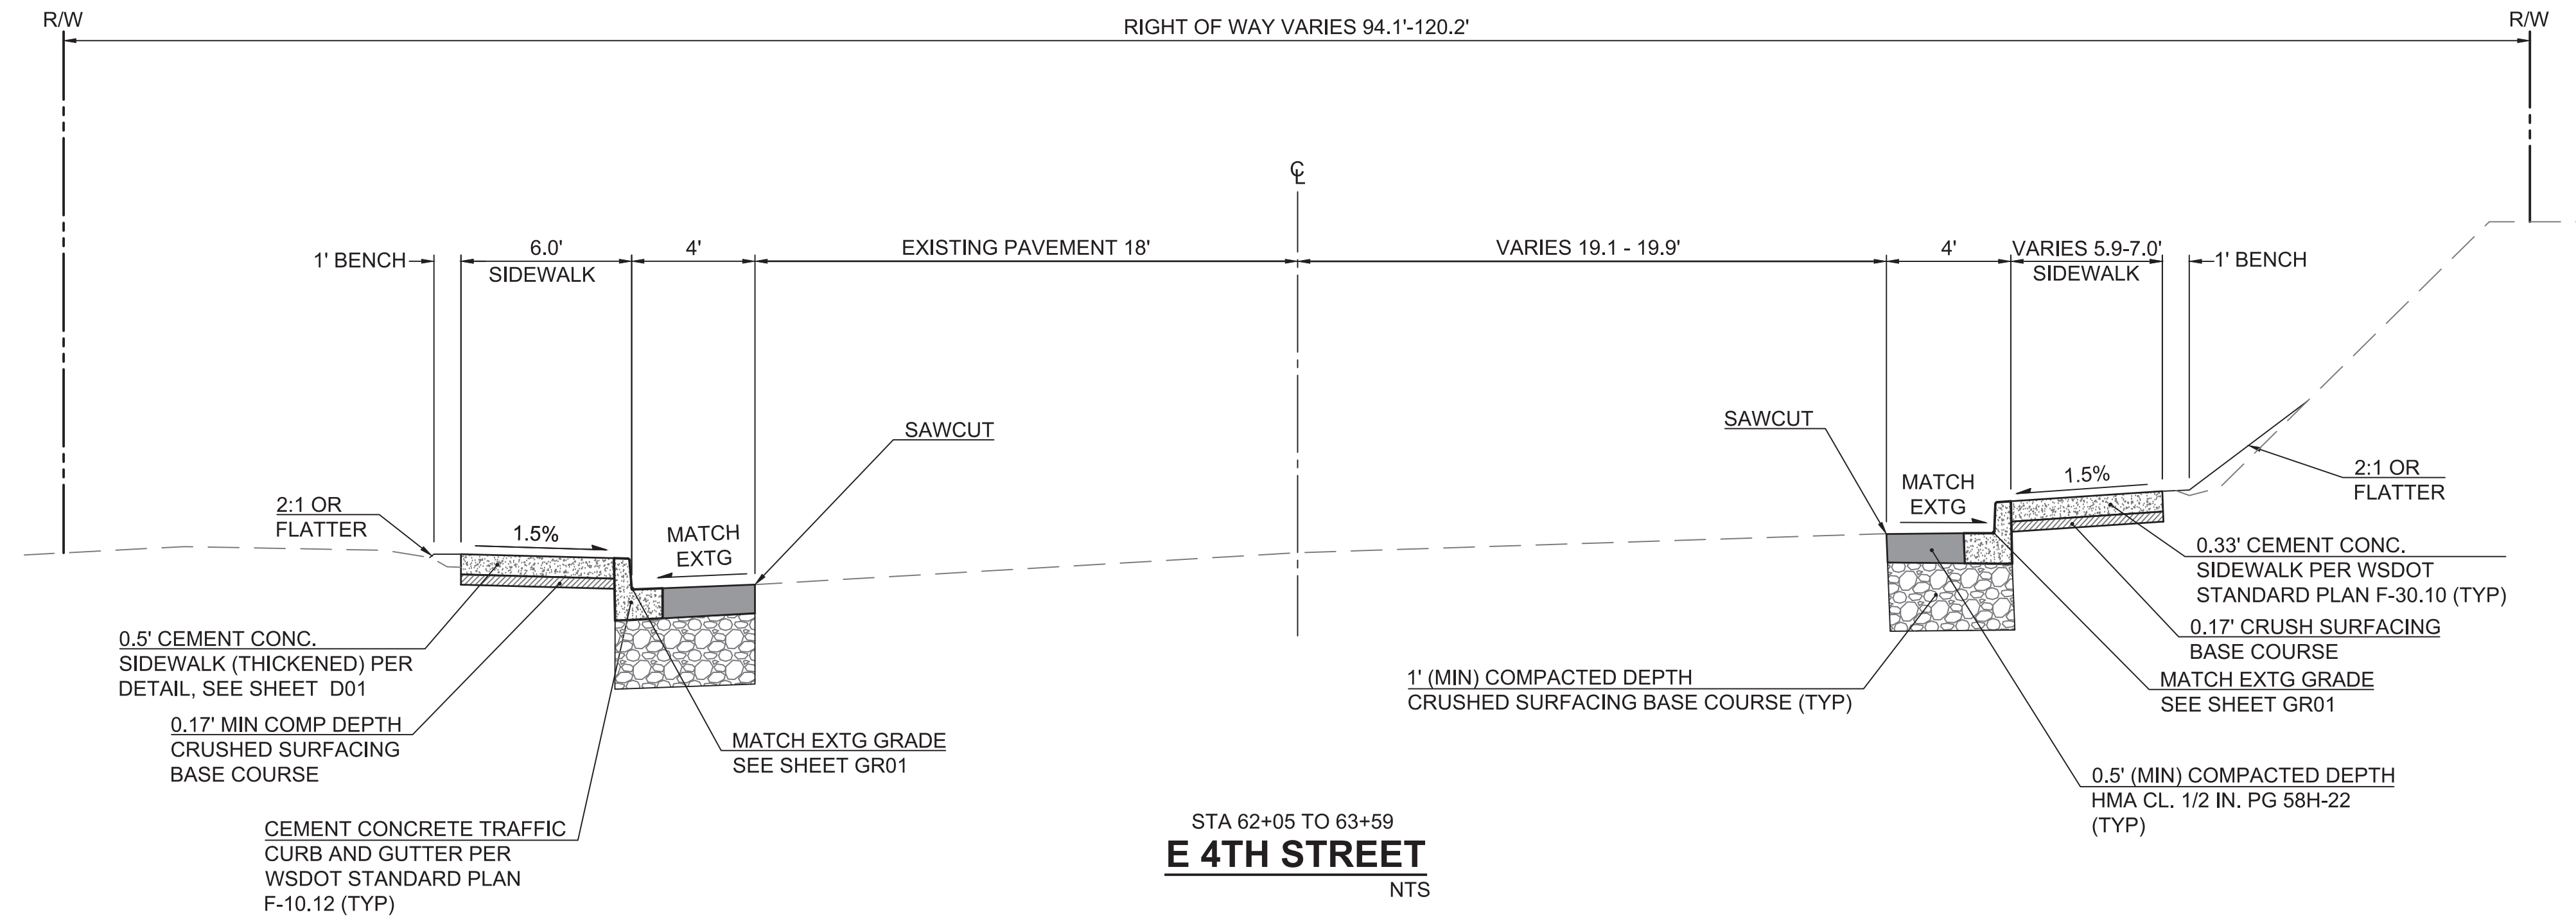 R/W
RIGHT OF WAY VARIES 94.1'-120.2'
R/W
℄
1' BENCH
6.0'
SIDEWALK
4'
EXISTING PAVEMENT 18'
VARIES 19.1 - 19.9'
4'
VARIES 5.9-7.0'
SIDEWALK
1' BENCH
SAWCUT
SAWCUT
2:1 OR
FLATTER
1.5%
MATCH
EXTG
MATCH
EXTG
1.5%
2:1 OR
FLATTER
0.5' CEMENT CONC.
SIDEWALK (THICKENED) PER
DETAIL, SEE SHEET D01
0.17' MIN COMP DEPTH
CRUSHED SURFACING
BASE COURSE
CEMENT CONCRETE TRAFFIC
CURB AND GUTTER PER
WSDOT STANDARD PLAN
F-10.12 (TYP)
MATCH EXTG GRADE
SEE SHEET GR01
1' (MIN) COMPACTED DEPTH
CRUSHED SURFACING BASE COURSE (TYP)
0.33' CEMENT CONC.
SIDEWALK PER WSDOT
STANDARD PLAN F-30.10 (TYP)
0.17' CRUSH SURFACING
BASE COURSE
MATCH EXTG GRADE
SEE SHEET GR01
0.5' (MIN) COMPACTED DEPTH
HMA CL. 1/2 IN. PG 58H-22
(TYP)
STA 62+05 TO 63+59
E 4TH STREET
NTS